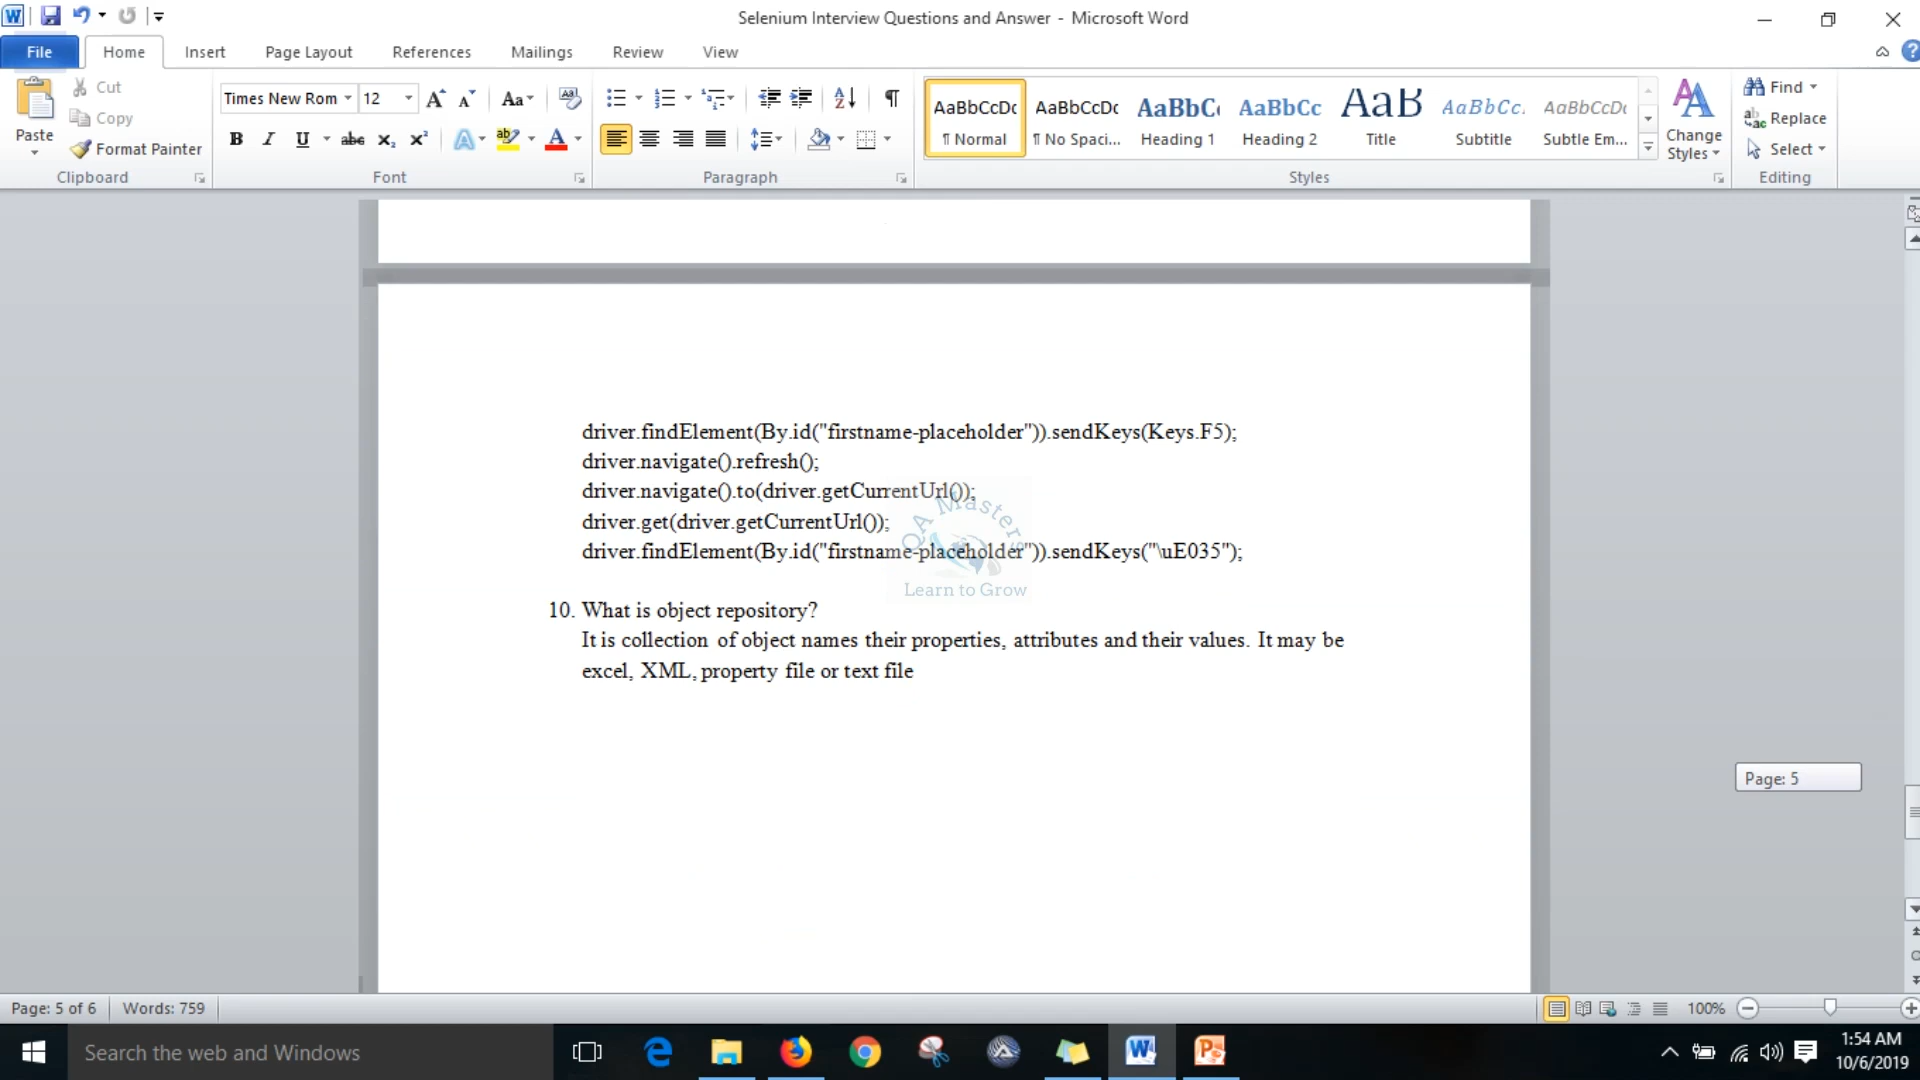 Selenium Interview Questions and Answer - Microsoft Word
File Home Insert Page Layout References Mailings Review View
Paste
Cut
Copy
Format Painter
Clipboard
Times New Rom 12
Font
Paragraph
AaBbCcDc AaBbCcDc AaBbC AaBbCc AaB AaBbCc. AaBbCcDc
¶ Normal ¶ No Spaci... Heading 1 Heading 2 Title Subtitle Subtle Em...
Change Styles
Styles
Find
Replace
Select
Editing
driver.findElement(By.id("firstname-placeholder")).sendKeys(Keys.F5);
driver.navigate().refresh();
driver.navigate().to(driver.getCurrentUrl());
driver.get(driver.getCurrentUrl());
driver.findElement(By.id("firstname-placeholder")).sendKeys("\uE035");
QA Masters
Learn to Grow
10. What is object repository?
It is collection of object names their properties, attributes and their values. It may be
excel, XML, property file or text file
Page: 5
Page: 5 of 6 Words: 759 100%
Search the web and Windows
1:54 AM
10/6/2019